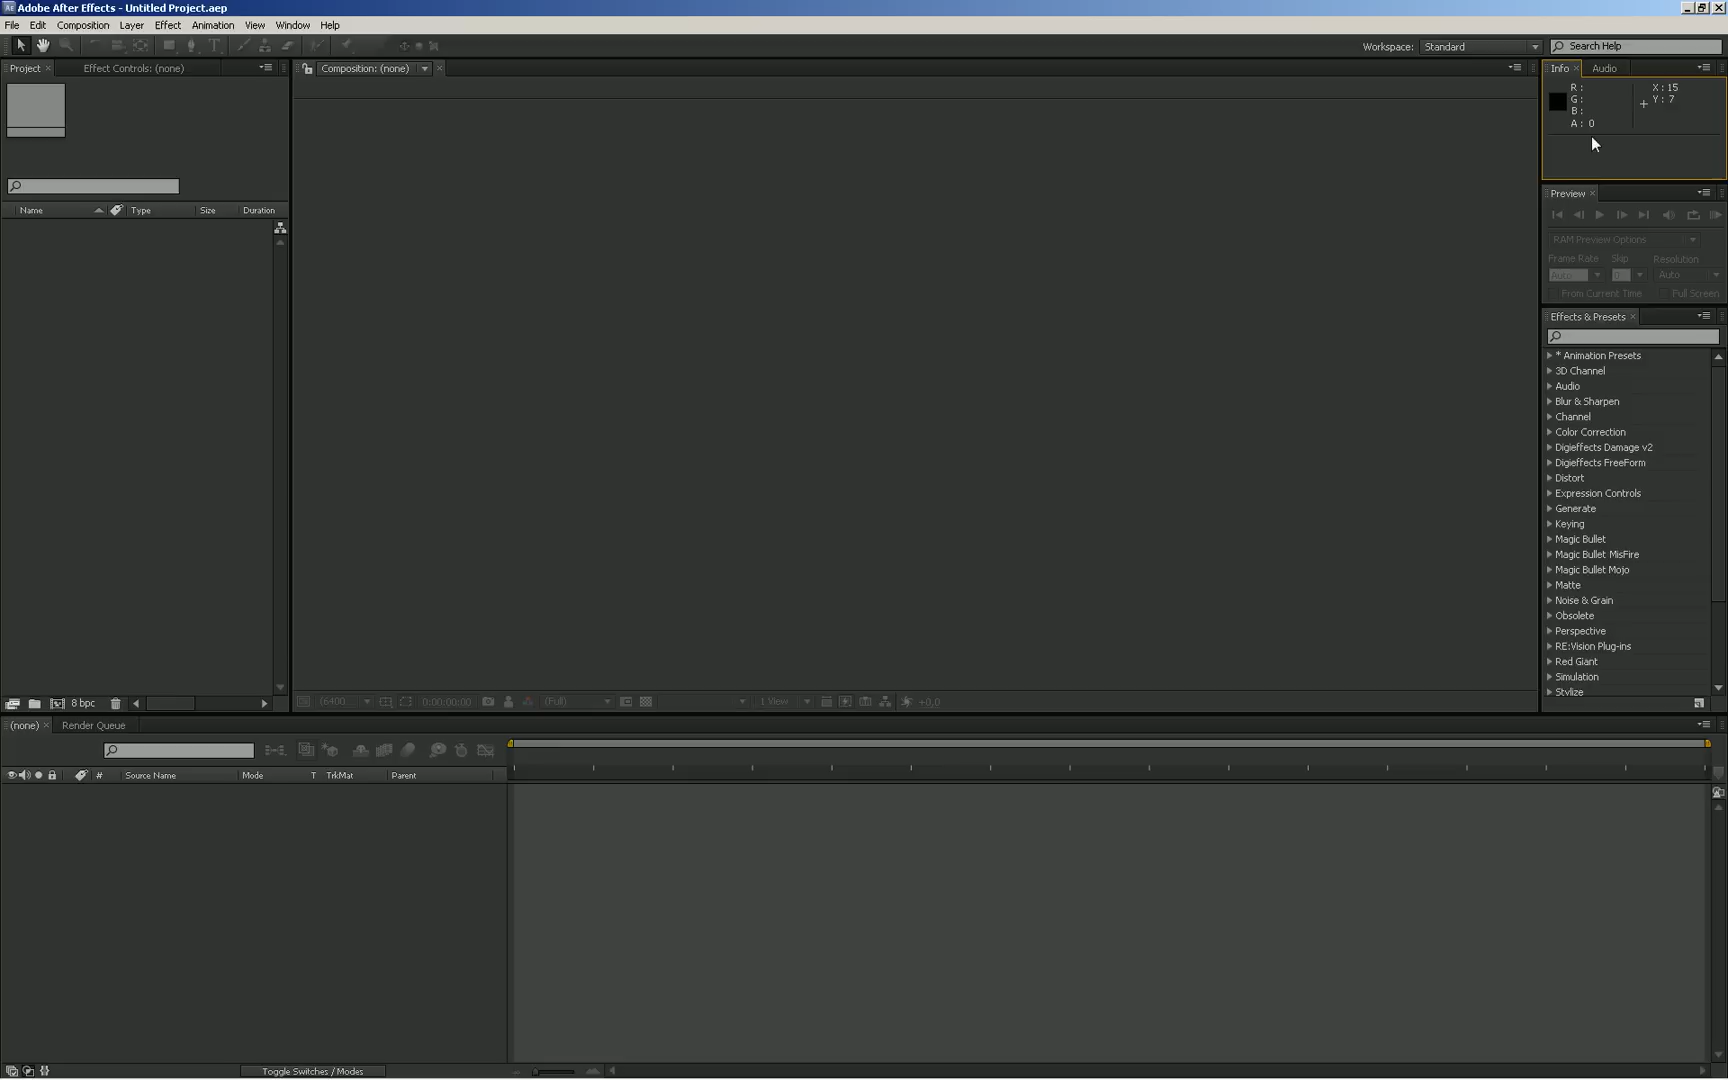 Adobe After Effects - Untitled Project.aep
File Edit Composition Layer Effect Animation View Window Help
Workspace: Standard Search Help
Project Effect Controls: (none) Composition: (none) Info Audio
R :
G :
B :
A : 0
X : 15
Y : 7
Preview
RAM Preview Options
Frame Rate Skip Resolution
Auto 0 Auto
From Current Time Full Screen
Name Type Size Duration
Effects & Presets
* Animation Presets
3D Channel
Audio
Blur & Sharpen
Channel
Color Correction
Digieffects Damage v2
Digieffects FreeForm
Distort
Expression Controls
Generate
Keying
Magic Bullet
Magic Bullet MisFire
Magic Bullet Mojo
Matte
Noise & Grain
Obsolete
Perspective
RE:Vision Plug-ins
Red Giant
Simulation
Stylize
8 bpc
(6400... 0:00:00:00 (Full) 1 View +0,0
(none) Render Queue
# Source Name Mode T TrkMat Parent
Toggle Switches / Modes